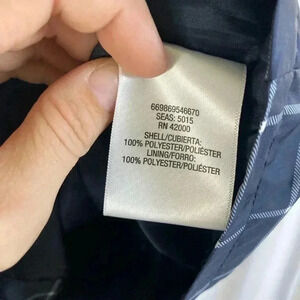 669869546670
SEAS: 5015
RN 42000
SHELL/CUBIERTA:
100% POLYESTER/POLIÉSTER
LINING/FORRO:
100% POLYESTER/POLIÉSTER